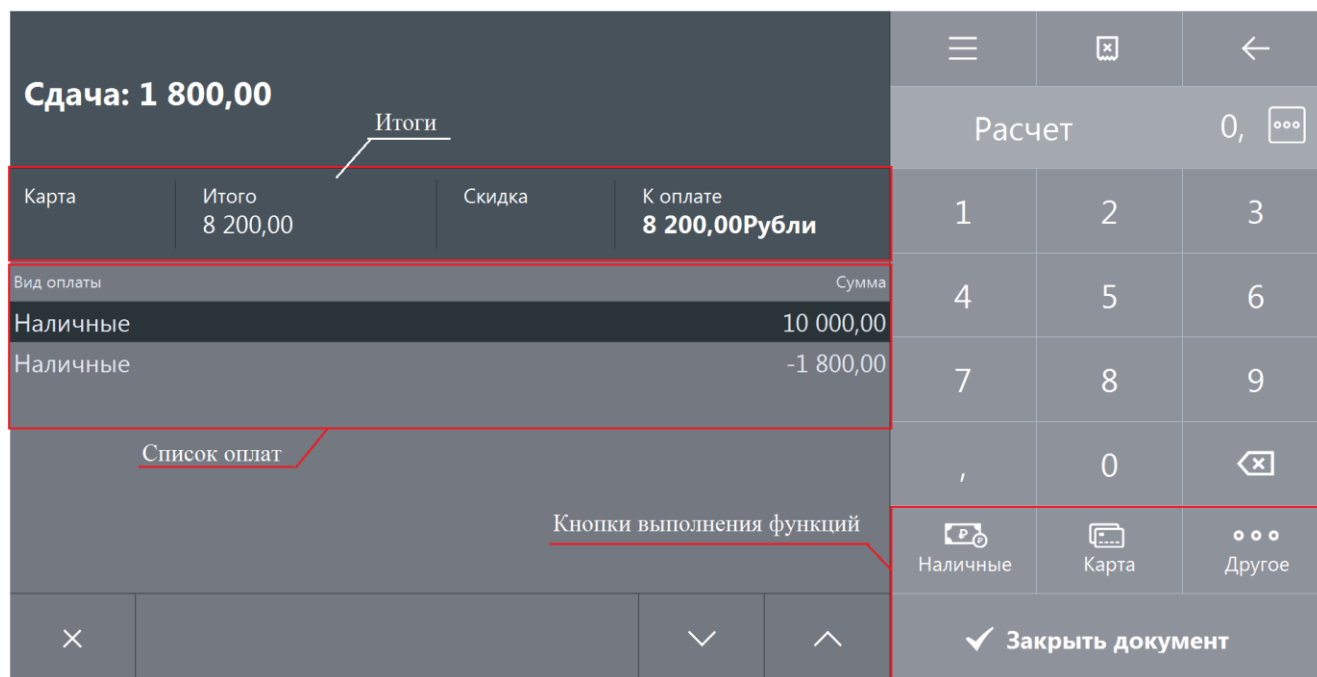 Сдача: 1 800,00
Итоги
Карта
Итого
8 200,00
Скидка
К оплате
8 200,00Рубли
Вид оплаты Сумма
Наличные 10 000,00
Наличные -1 800,00
Список оплат
Кнопки выполнения функций
Расчет 0,
1 2 3
4 5 6
7 8 9
, 0
Наличные Карта Другое
Закрыть документ